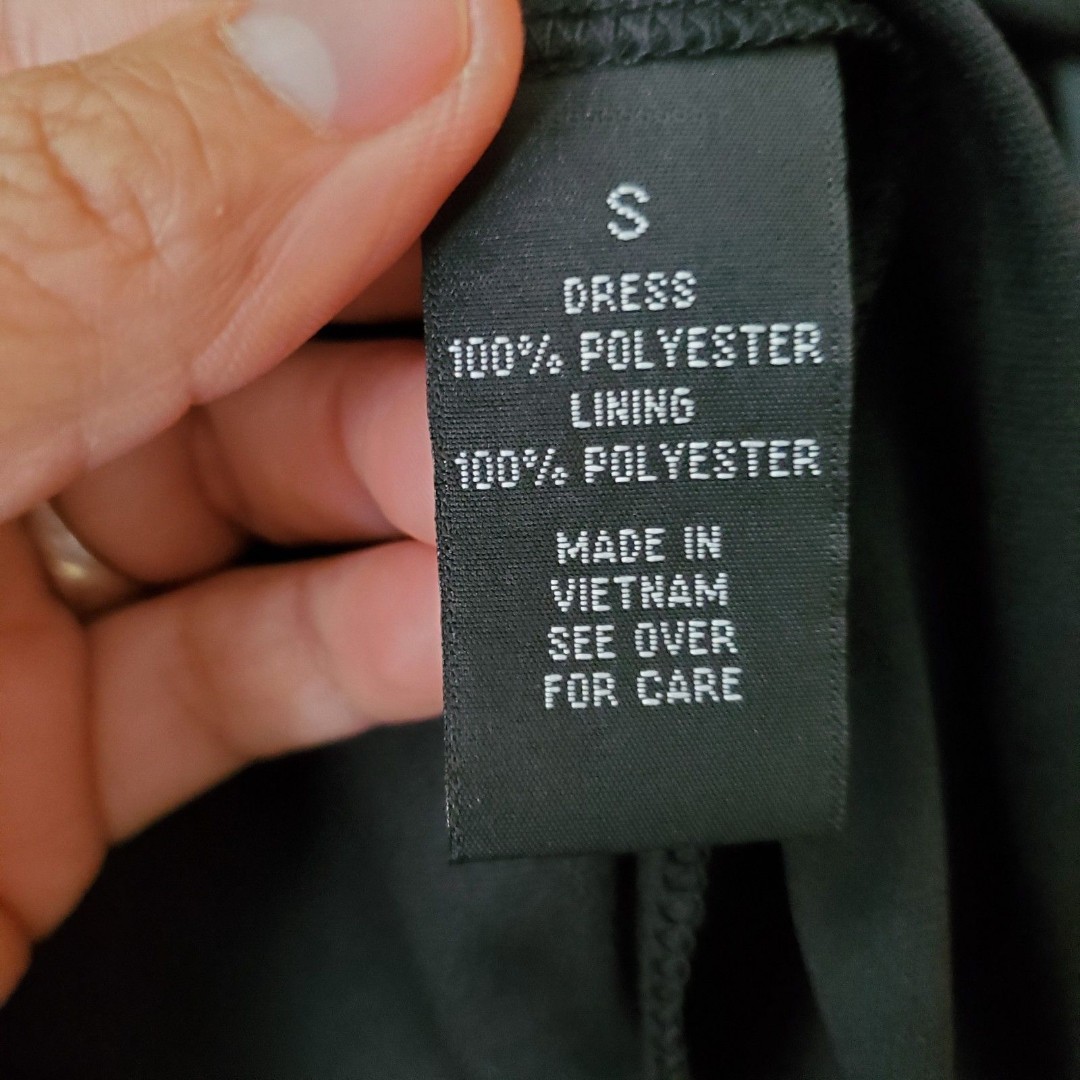 S
DRESS
100% POLYESTER
LINING
100% POLYESTER
MADE IN
VIETNAM
SEE OVER
FOR CARE